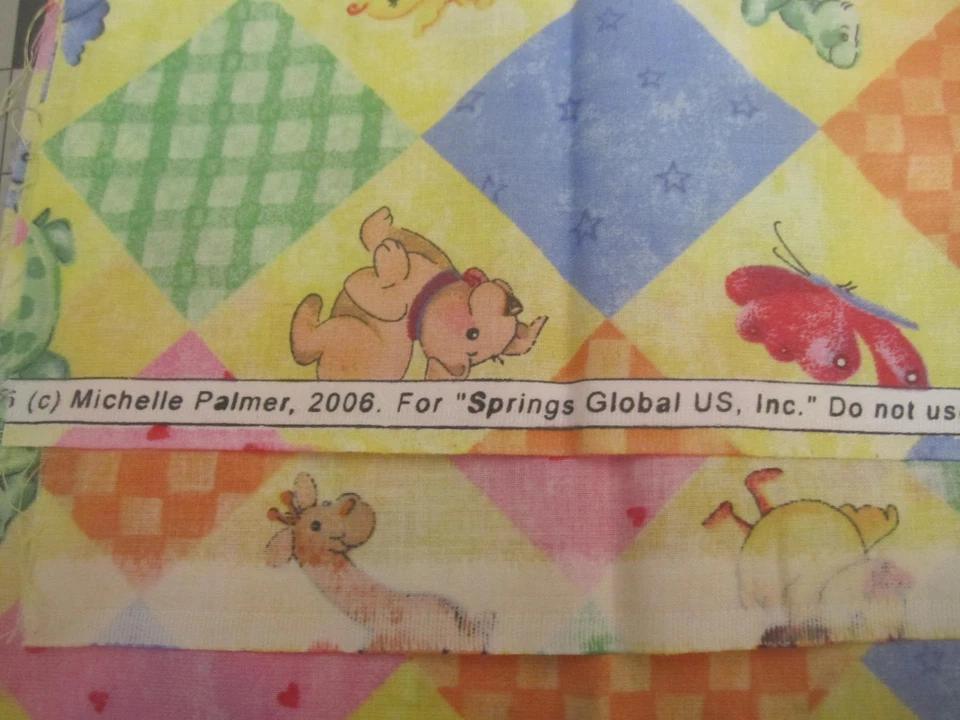 (c) Michelle Palmer, 2006. For "Springs Global US, Inc." Do not